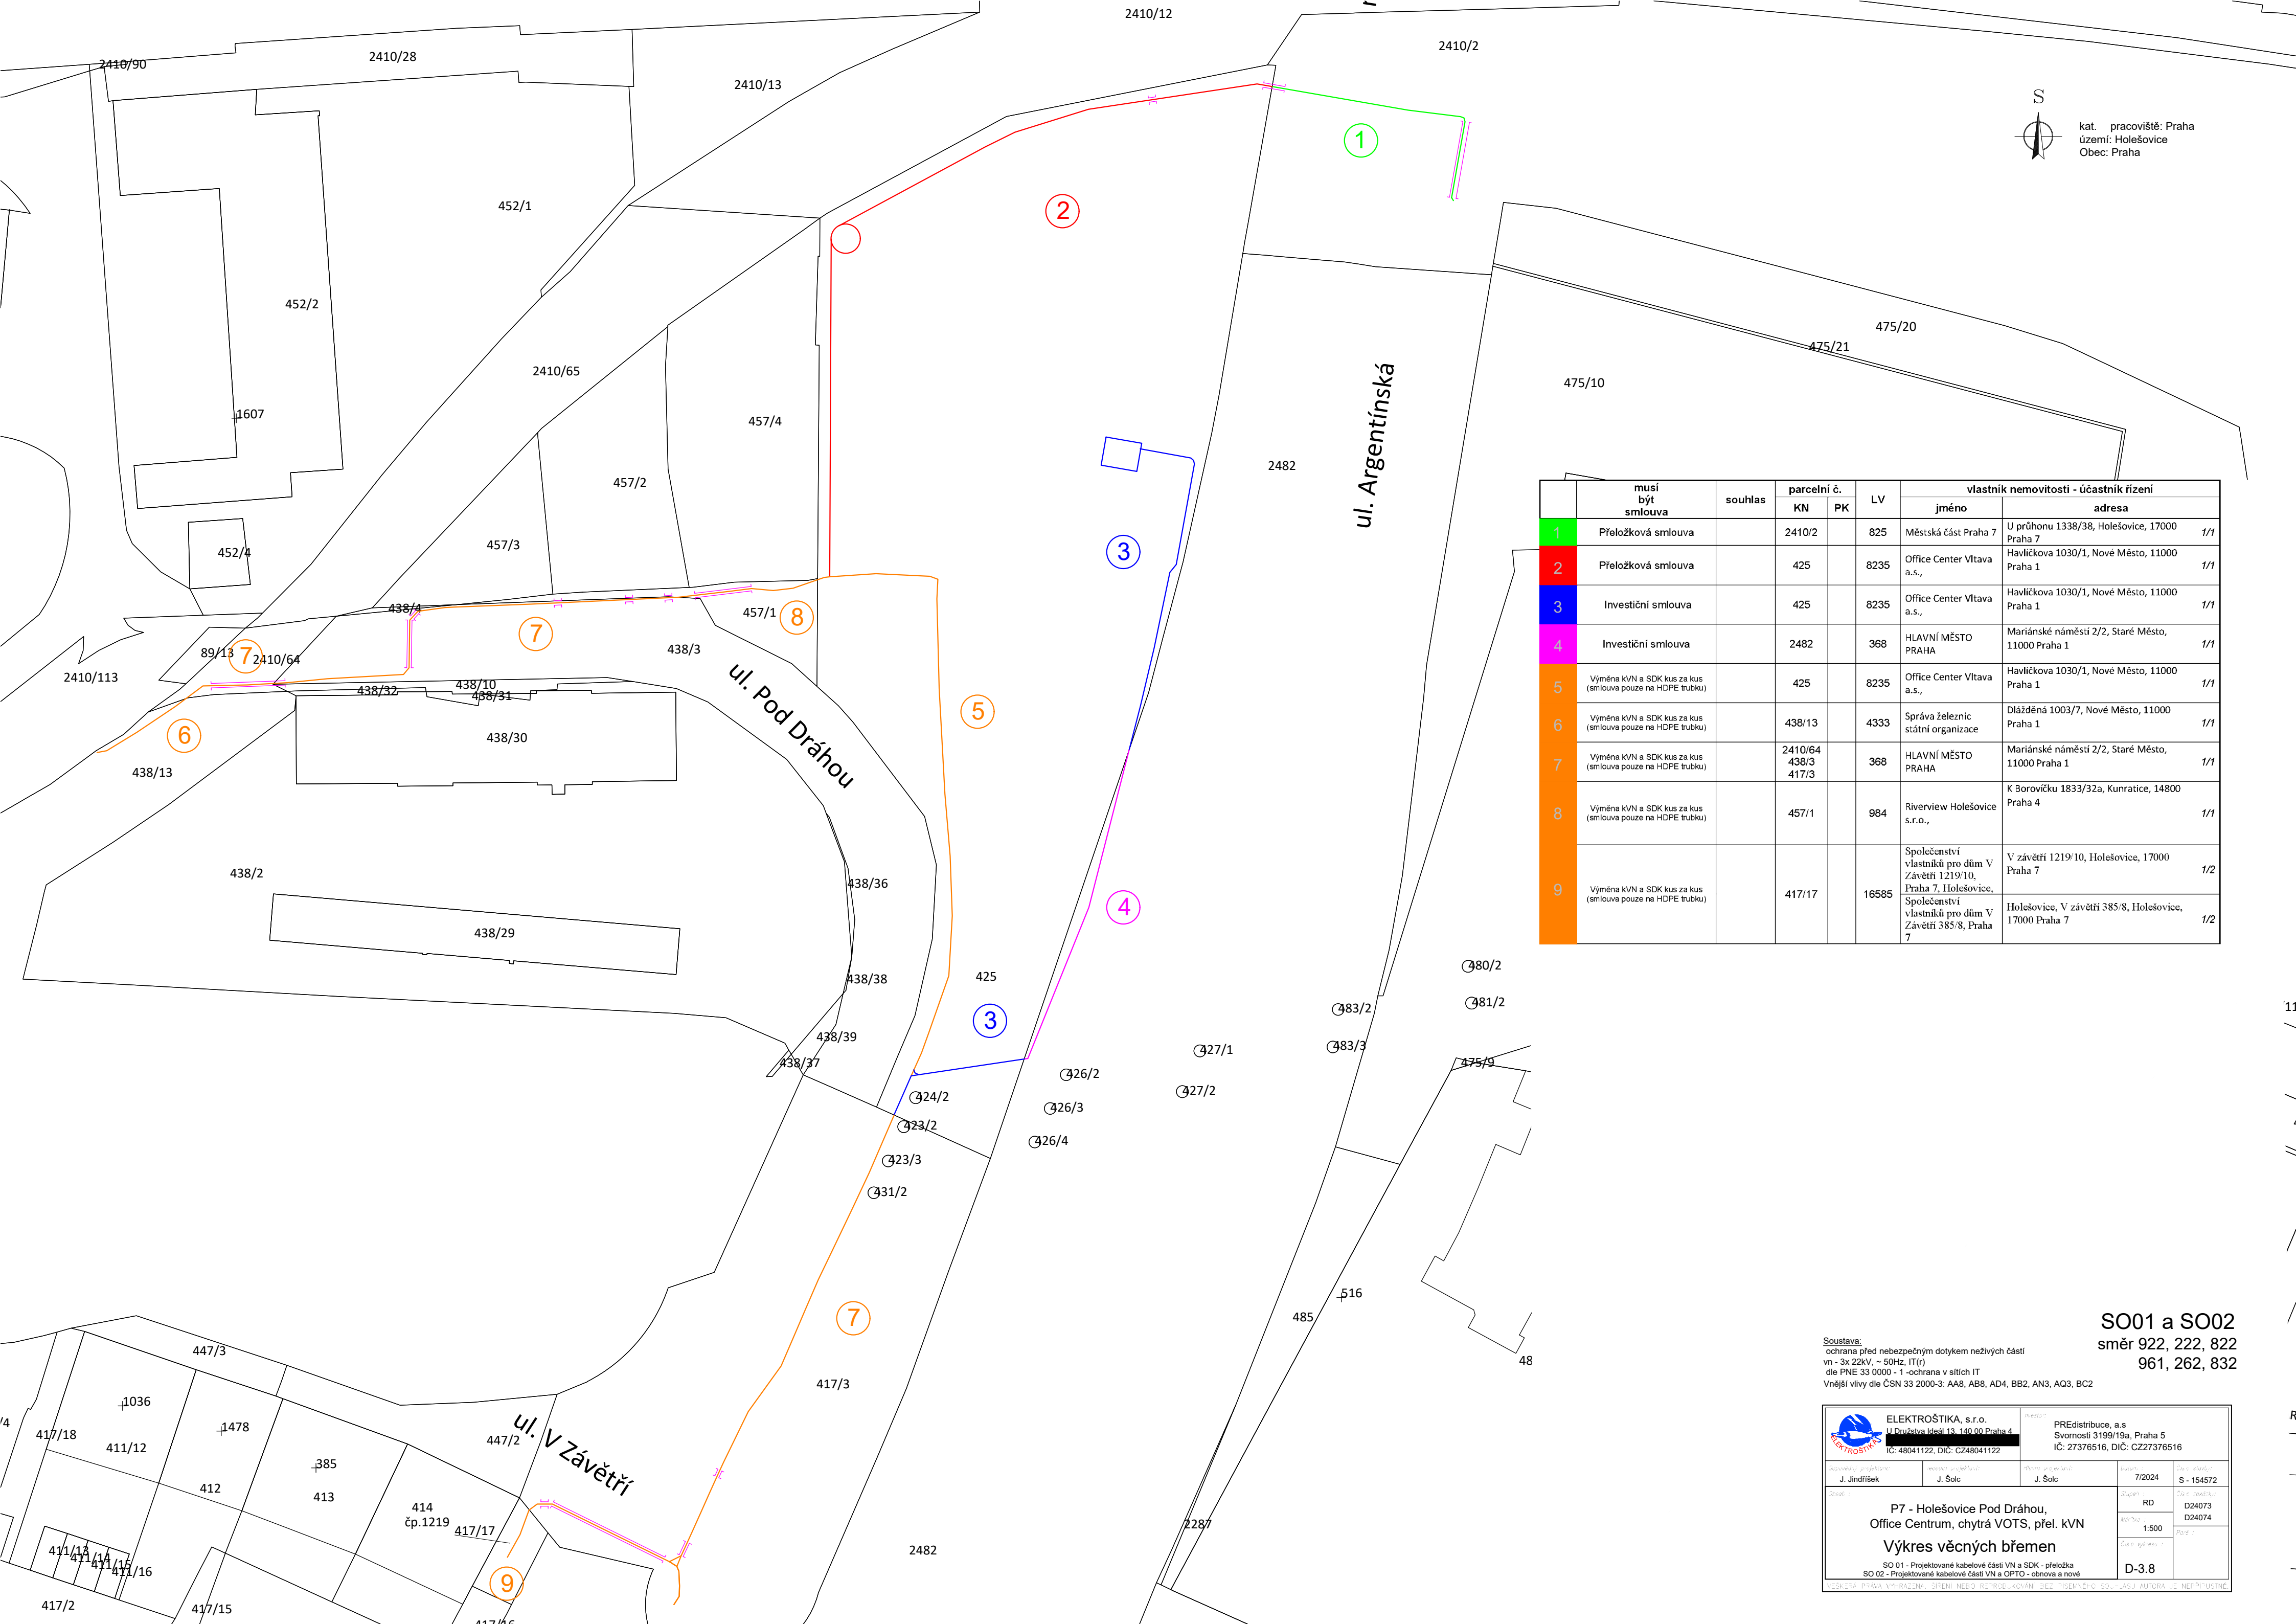 2410/12
2410/2
2410/90
2410/28
2410/13
S
kat. pracoviště: Praha
území: Holešovice
Obec: Praha
1
2
452/1
452/2
475/20
475/21
475/10
2410/65
1607
457/4
457/2
2482
ul. Argentínská
457/3
452/4
3
438/4
457/1
8
7
89/13
7
2410/64
438/3
2410/113
438/10
438/32
438/31
ul. Pod Dráhou
5
6
438/30
438/13
438/2
438/36
4
438/29
425
438/38
3
438/39
438/37
480/2
481/2
483/2
483/3
427/1
427/2
426/2
426/3
426/4
475/9
424/2
423/2
423/3
431/2
516
485
48
7
417/3
447/3
1036
417/18
411/12
1478
412
385
413
414
čp.1219
417/17
447/2
ul. V Závětří
2287
2482
9
411/13
411/14
411/15
411/16
417/2
417/15
musí
být
smlouva
souhlas
parcelní č.
KN
PK
LV
vlastník nemovitosti - účastník řízení
jméno
adresa
1 Přeložková smlouva 2410/2 825 Městská část Praha 7 U průhonu 1338/38, Holešovice, 17000 1/1
Praha 7
2 Přeložková smlouva 425 8235 Office Center Vltava Havlíčkova 1030/1, Nové Město, 11000 1/1
a.s., Praha 1
3 Investiční smlouva 425 8235 Office Center Vltava Havlíčkova 1030/1, Nové Město, 11000 1/1
a.s., Praha 1
4 Investiční smlouva 2482 368 HLAVNÍ MĚSTO Mariánské náměstí 2/2, Staré Město, 1/1
PRAHA 11000 Praha 1
5 Výměna kVN a SDK kus za kus 425 8235 Office Center Vltava Havlíčkova 1030/1, Nové Město, 11000 1/1
(smlouva pouze na HDPE trubku) a.s., Praha 1
6 Výměna kVN a SDK kus za kus 438/13 4333 Správa železnic Dlážděná 1003/7, Nové Město, 11000 1/1
(smlouva pouze na HDPE trubku) státní organizace Praha 1
7 Výměna kVN a SDK kus za kus 2410/64 368 HLAVNÍ MĚSTO Mariánské náměstí 2/2, Staré Město, 1/1
(smlouva pouze na HDPE trubku) 438/3 PRAHA 11000 Praha 1
417/3
8 Výměna kVN a SDK kus za kus 457/1 984 Riverview Holešovice K Borovíčku 1833/32a, Kunratice, 14800 1/1
(smlouva pouze na HDPE trubku) s.r.o., Praha 4
9 Výměna kVN a SDK kus za kus 417/17 16585
(smlouva pouze na HDPE trubku)
Společenství
vlastníků pro dům V
Závětří 1219/10,
Praha 7, Holešovice,
V závětří 1219/10, Holešovice, 17000 1/2
Praha 7
Společenství
vlastníků pro dům V
Závětří 385/8, Praha
7
Holešovice, V závětří 385/8, Holešovice, 1/2
17000 Praha 7
SO01 a SO02
směr 922, 222, 822
961, 262, 832
Soustava:
ochrana před nebezpečným dotykem neživých částí
vn - 3x 22kV, ~ 50Hz, IT(r)
dle PNE 33 0000 - 1 -ochrana v sítích IT
Vnější vlivy dle ČSN 33 2000-3: AA8, AB8, AD4, BB2, AN3, AQ3, BC2
ELEKTROŠTIKA
ELEKTROŠTIKA, s.r.o.
U Družstva Ideál 13, 140 00 Praha 4
IČ: 48041122, DIČ: CZ48041122
PREdistribuce, a.s
Svornosti 3199/19a, Praha 5
IČ: 27376516, DIČ: CZ27376516
J. Jindříšek
J. Šolc
J. Šolc
7/2024
S - 154572
P7 - Holešovice Pod Dráhou,
Office Centrum, chytrá VOTS, přel. kVN
Výkres věcných břemen
SO 01 - Projektované kabelové části VN a SDK - přeložka
SO 02 - Projektované kabelové části VN a OPTO - obnova a nové
RD
1:500
D-3.8
D24073
D24074